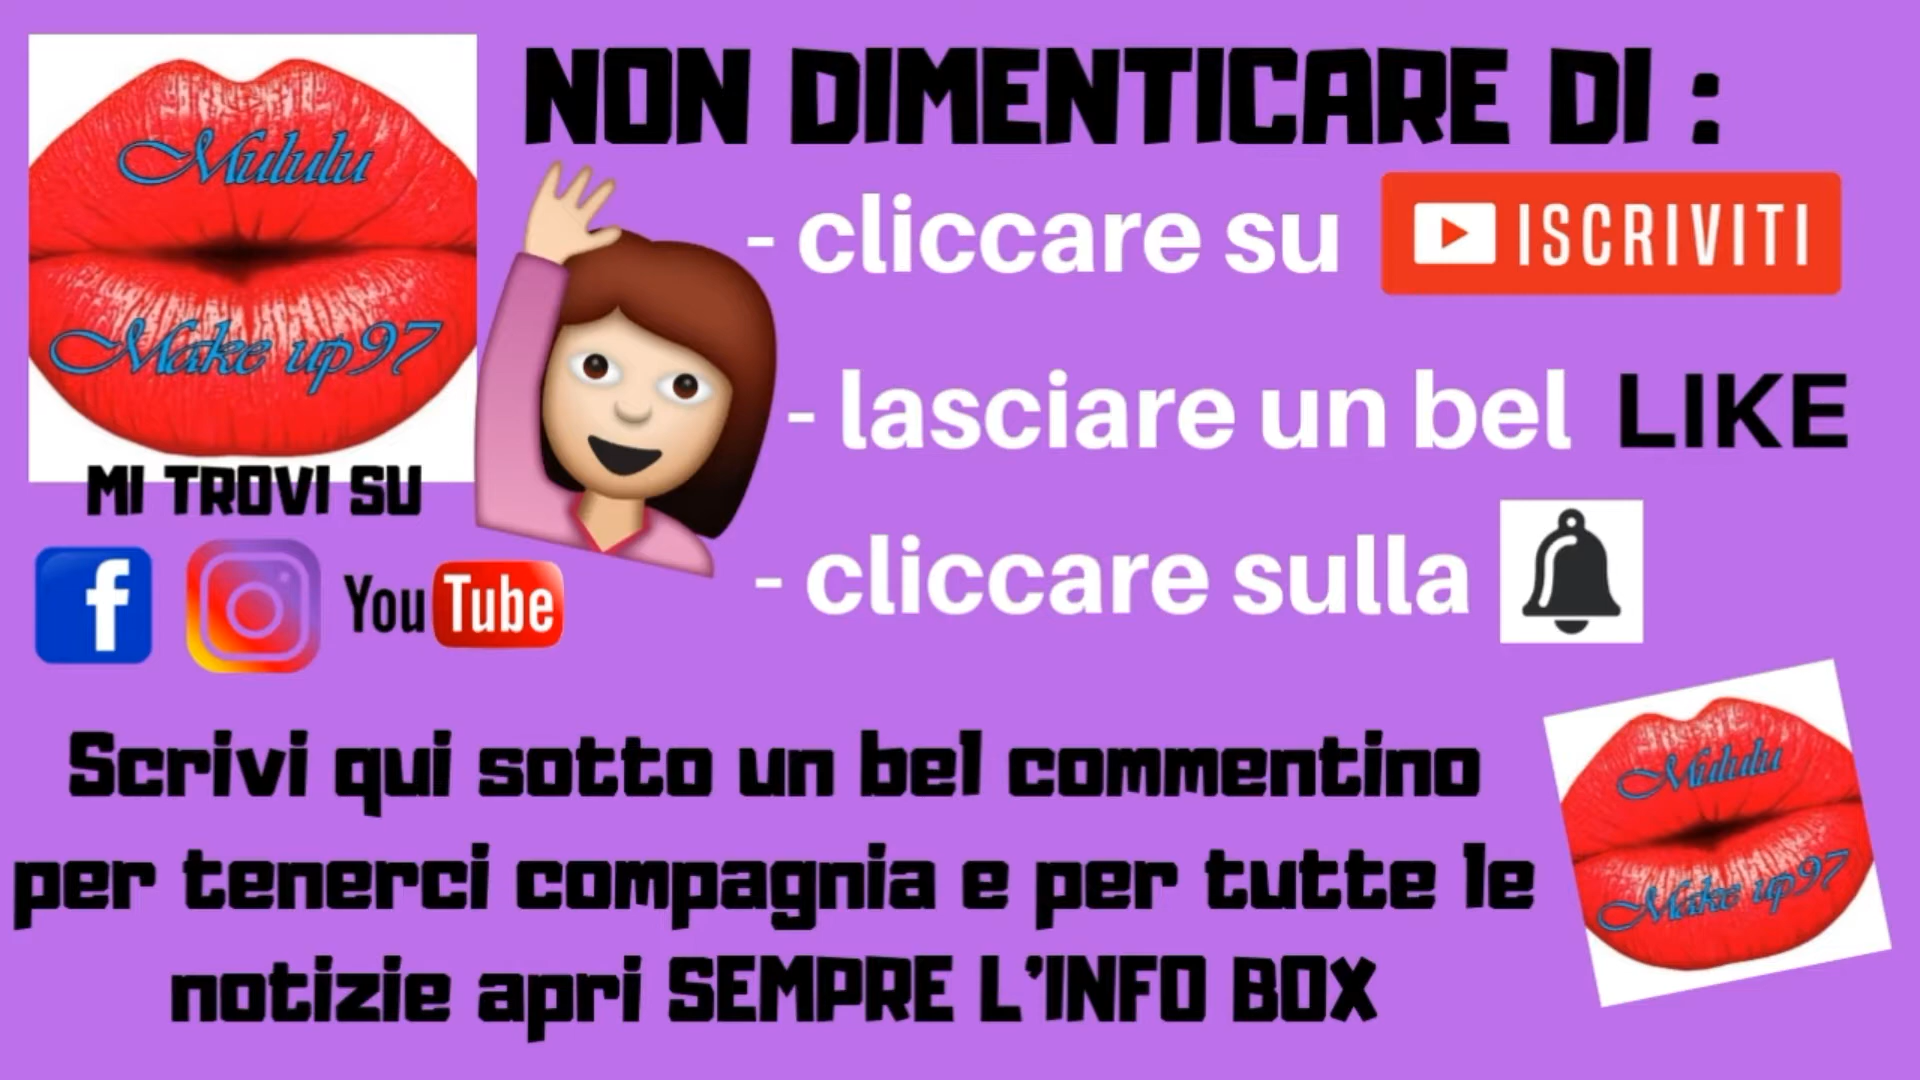 Mululu
Make up97
MI TROVI SU
f
You Tube
NON DIMENTICARE DI :
- cliccare su ISCRIVITI
- lasciare un bel LIKE
- cliccare sulla
Scrivi qui sotto un bel commentino
per tenerci compagnia e per tutte le
notizie apri SEMPRE L'INFO BOX
Mululu
Make up97